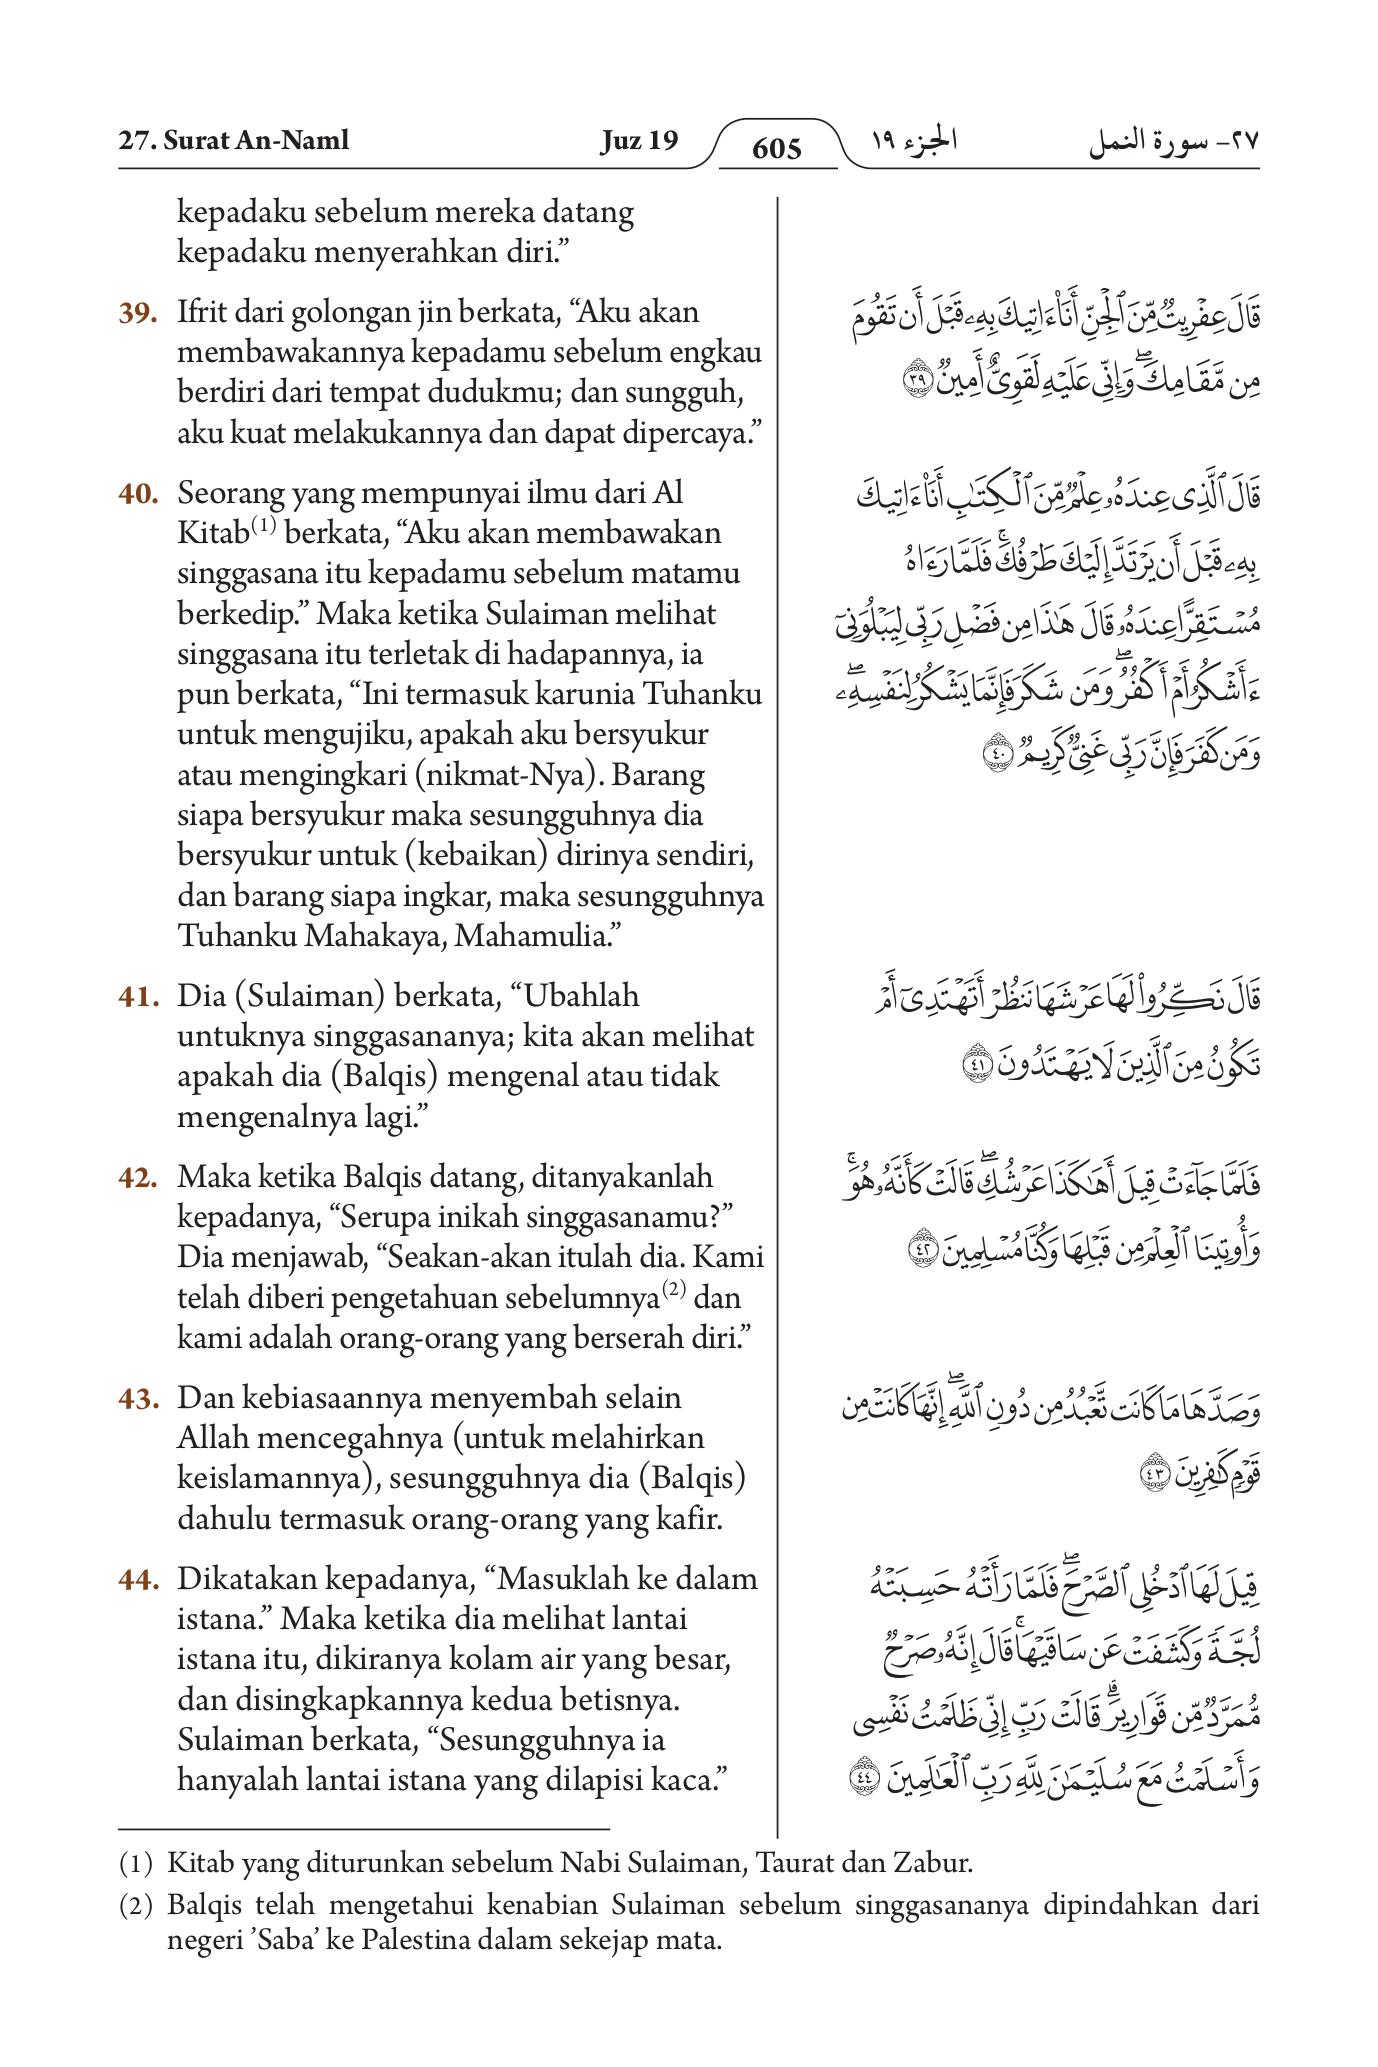 27. Surat An-Naml
Juz 19
605
الجزء ١٩
٢٧- سورة النمل
kepadaku sebelum mereka datang
kepadaku menyerahkan diri.”
39. Ifrit dari golongan jin berkata, “Aku akan
membawakannya kepadamu sebelum engkau
berdiri dari tempat dudukmu; dan sungguh,
aku kuat melakukannya dan dapat dipercaya.”
40. Seorang yang mempunyai ilmu dari Al
Kitab(1) berkata, “Aku akan membawakan
singgasana itu kepadamu sebelum matamu
berkedip.” Maka ketika Sulaiman melihat
singgasana itu terletak di hadapannya, ia
pun berkata, “Ini termasuk karunia Tuhanku
untuk mengujiku, apakah aku bersyukur
atau mengingkari (nikmat-Nya). Barang
siapa bersyukur maka sesungguhnya dia
bersyukur untuk (kebaikan) dirinya sendiri,
dan barang siapa ingkar, maka sesungguhnya
Tuhanku Mahakaya, Mahamulia.”
41. Dia (Sulaiman) berkata, “Ubahlah
untuknya singgasananya; kita akan melihat
apakah dia (Balqis) mengenal atau tidak
mengenalnya lagi.”
42. Maka ketika Balqis datang, ditanyakanlah
kepadanya, “Serupa inikah singgasanamu?”
Dia menjawab, “Seakan-akan itulah dia. Kami
telah diberi pengetahuan sebelumnya(2) dan
kami adalah orang-orang yang berserah diri.”
43. Dan kebiasaannya menyembah selain
Allah mencegahnya (untuk melahirkan
keislamannya), sesungguhnya dia (Balqis)
dahulu termasuk orang-orang yang kafir.
44. Dikatakan kepadanya, “Masuklah ke dalam
istana.” Maka ketika dia melihat lantai
istana itu, dikiranya kolam air yang besar,
dan disingkapkannya kedua betisnya.
Sulaiman berkata, “Sesungguhnya ia
hanyalah lantai istana yang dilapisi kaca.”
قَالَ عِفْرِيتٌ مِّنَ ٱلْجِنِّ أَنَا۠ ءَاتِيكَ بِهِۦ قَبْلَ أَن تَقُومَ
مِن مَّقَامِكَ ۖ وَإِنِّى عَلَيْهِ لَقَوِىٌّ أَمِينٌ ٣٩
قَالَ ٱلَّذِى عِندَهُۥ عِلْمٌ مِّنَ ٱلْكِتَٰبِ أَنَا۠ ءَاتِيكَ
بِهِۦ قَبْلَ أَن يَرْتَدَّ إِلَيْكَ طَرْفُكَ ۚ فَلَمَّا رَءَاهُ
مُسْتَقِرًّا عِندَهُۥ قَالَ هَٰذَا مِن فَضْلِ رَبِّى لِيَبْلُوَنِىٓ
ءَأَشْكُرُ أَمْ أَكْفُرُ ۖ وَمَن شَكَرَ فَإِنَّمَا يَشْكُرُ لِنَفْسِهِۦ ۖ
وَمَن كَفَرَ فَإِنَّ رَبِّى غَنِىٌّ كَرِيمٌ ٤٠
قَالَ نَكِّرُوا۟ لَهَا عَرْشَهَا نَنظُرْ أَتَهْتَدِىٓ أَمْ
تَكُونُ مِنَ ٱلَّذِينَ لَا يَهْتَدُونَ ٤١
فَلَمَّا جَآءَتْ قِيلَ أَهَٰكَذَا عَرْشُكِ ۖ قَالَتْ كَأَنَّهُۥ هُوَ ۚ
وَأُوتِينَا ٱلْعِلْمَ مِن قَبْلِهَا وَكُنَّا مُسْلِمِينَ ٤٢
وَصَدَّهَا مَا كَانَت تَّعْبُدُ مِن دُونِ ٱللَّهِ ۖ إِنَّهَا كَانَتْ مِن
قَوْمٍ كَٰفِرِينَ ٤٣
قِيلَ لَهَا ٱدْخُلِى ٱلصَّرْحَ ۖ فَلَمَّا رَأَتْهُ حَسِبَتْهُ
لُجَّةً وَكَشَفَتْ عَن سَاقَيْهَا ۚ قَالَ إِنَّهُۥ صَرْحٌ
مُّمَرَّدٌ مِّن قَوَارِيرَ ۗ قَالَتْ رَبِّ إِنِّى ظَلَمْتُ نَفْسِى
وَأَسْلَمْتُ مَعَ سُلَيْمَٰنَ لِلَّهِ رَبِّ ٱلْعَٰلَمِينَ ٤٤
(1) Kitab yang diturunkan sebelum Nabi Sulaiman, Taurat dan Zabur.
(2) Balqis telah mengetahui kenabian Sulaiman sebelum singgasananya dipindahkan dari
negeri ’Saba’ ke Palestina dalam sekejap mata.